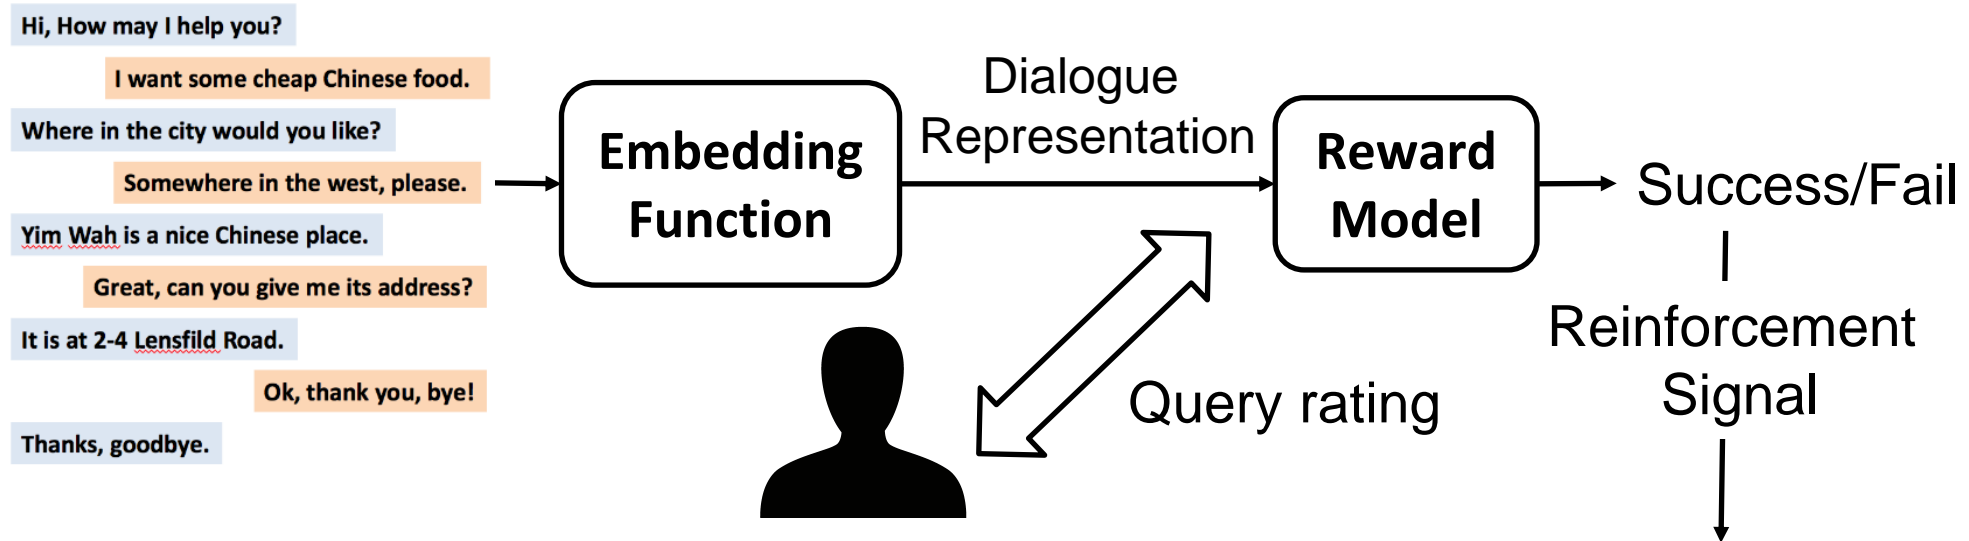 Hi, How may I help you?
I want some cheap Chinese food.
Where in the city would you like?
Somewhere in the west, please.
Yim Wah is a nice Chinese place.
Great, can you give me its address?
It is at 2-4 Lensfild Road.
Ok, thank you, bye!
Thanks, goodbye.
Embedding
Function
Dialogue
Representation
Reward
Model
Success/Fail
Query rating
Reinforcement
Signal